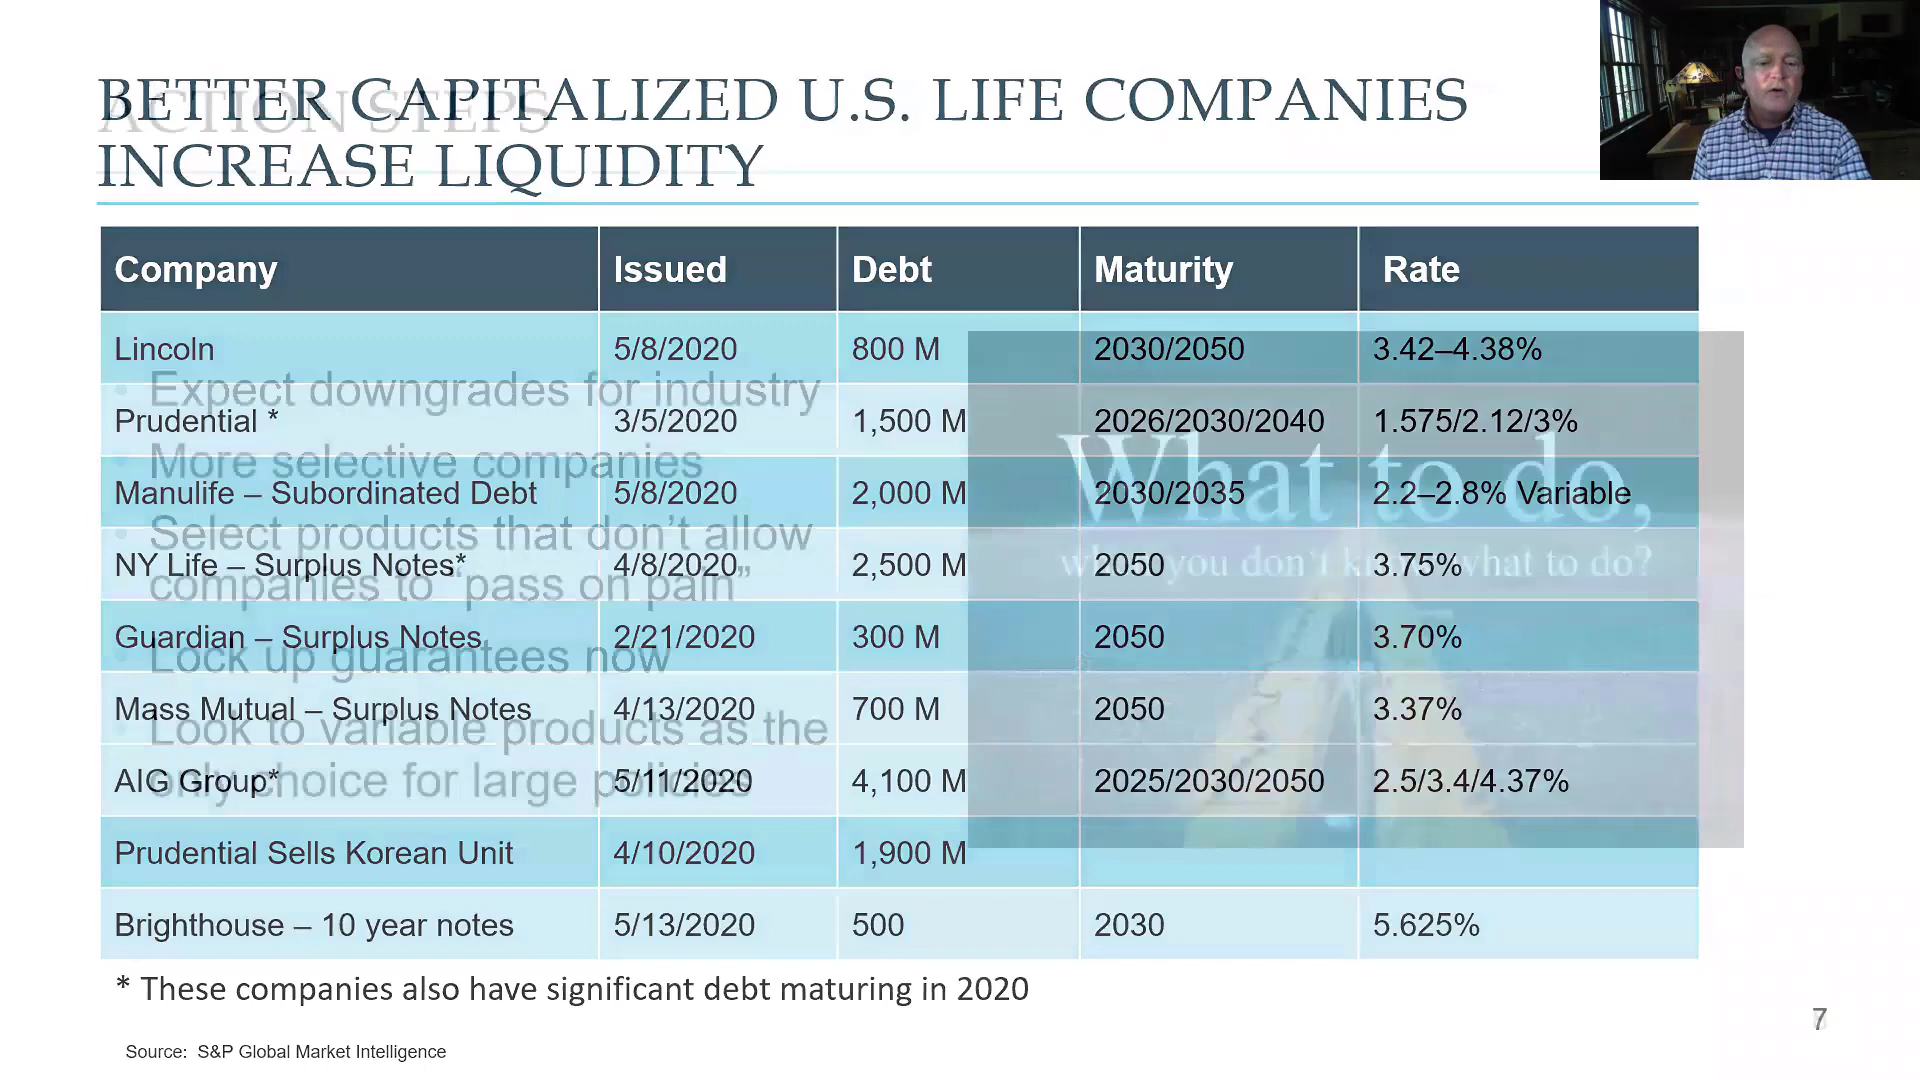 BETTER CAPITALIZED U.S. LIFE COMPANIES
INCREASE LIQUIDITY
ACTION STEPS
Company Issued Debt Maturity Rate
Lincoln 5/8/2020 800 M 2030/2050 3.42–4.38%
Prudential * 3/5/2020 1,500 M 2026/2030/2040 1.575/2.12/3%
Manulife – Subordinated Debt 5/8/2020 2,000 M 2030/2035 2.2–2.8% Variable
NY Life – Surplus Notes* 4/8/2020 2,500 M 2050 3.75%
Guardian – Surplus Notes 2/21/2020 300 M 2050 3.70%
Mass Mutual – Surplus Notes 4/13/2020 700 M 2050 3.37%
AIG Group* 5/11/2020 4,100 M 2025/2030/2050 2.5/3.4/4.37%
Prudential Sells Korean Unit 4/10/2020 1,900 M
Brighthouse – 10 year notes 5/13/2020 500 2030 5.625%
* These companies also have significant debt maturing in 2020
Source: S&P Global Market Intelligence
7
• Expect downgrades for industry
• More selective companies
• Select products that don’t allow
companies to “pass on pain”
• Lock up guarantees now
• Look to variable products as the
only choice for large policies
What to do,
when you don't know what to do?